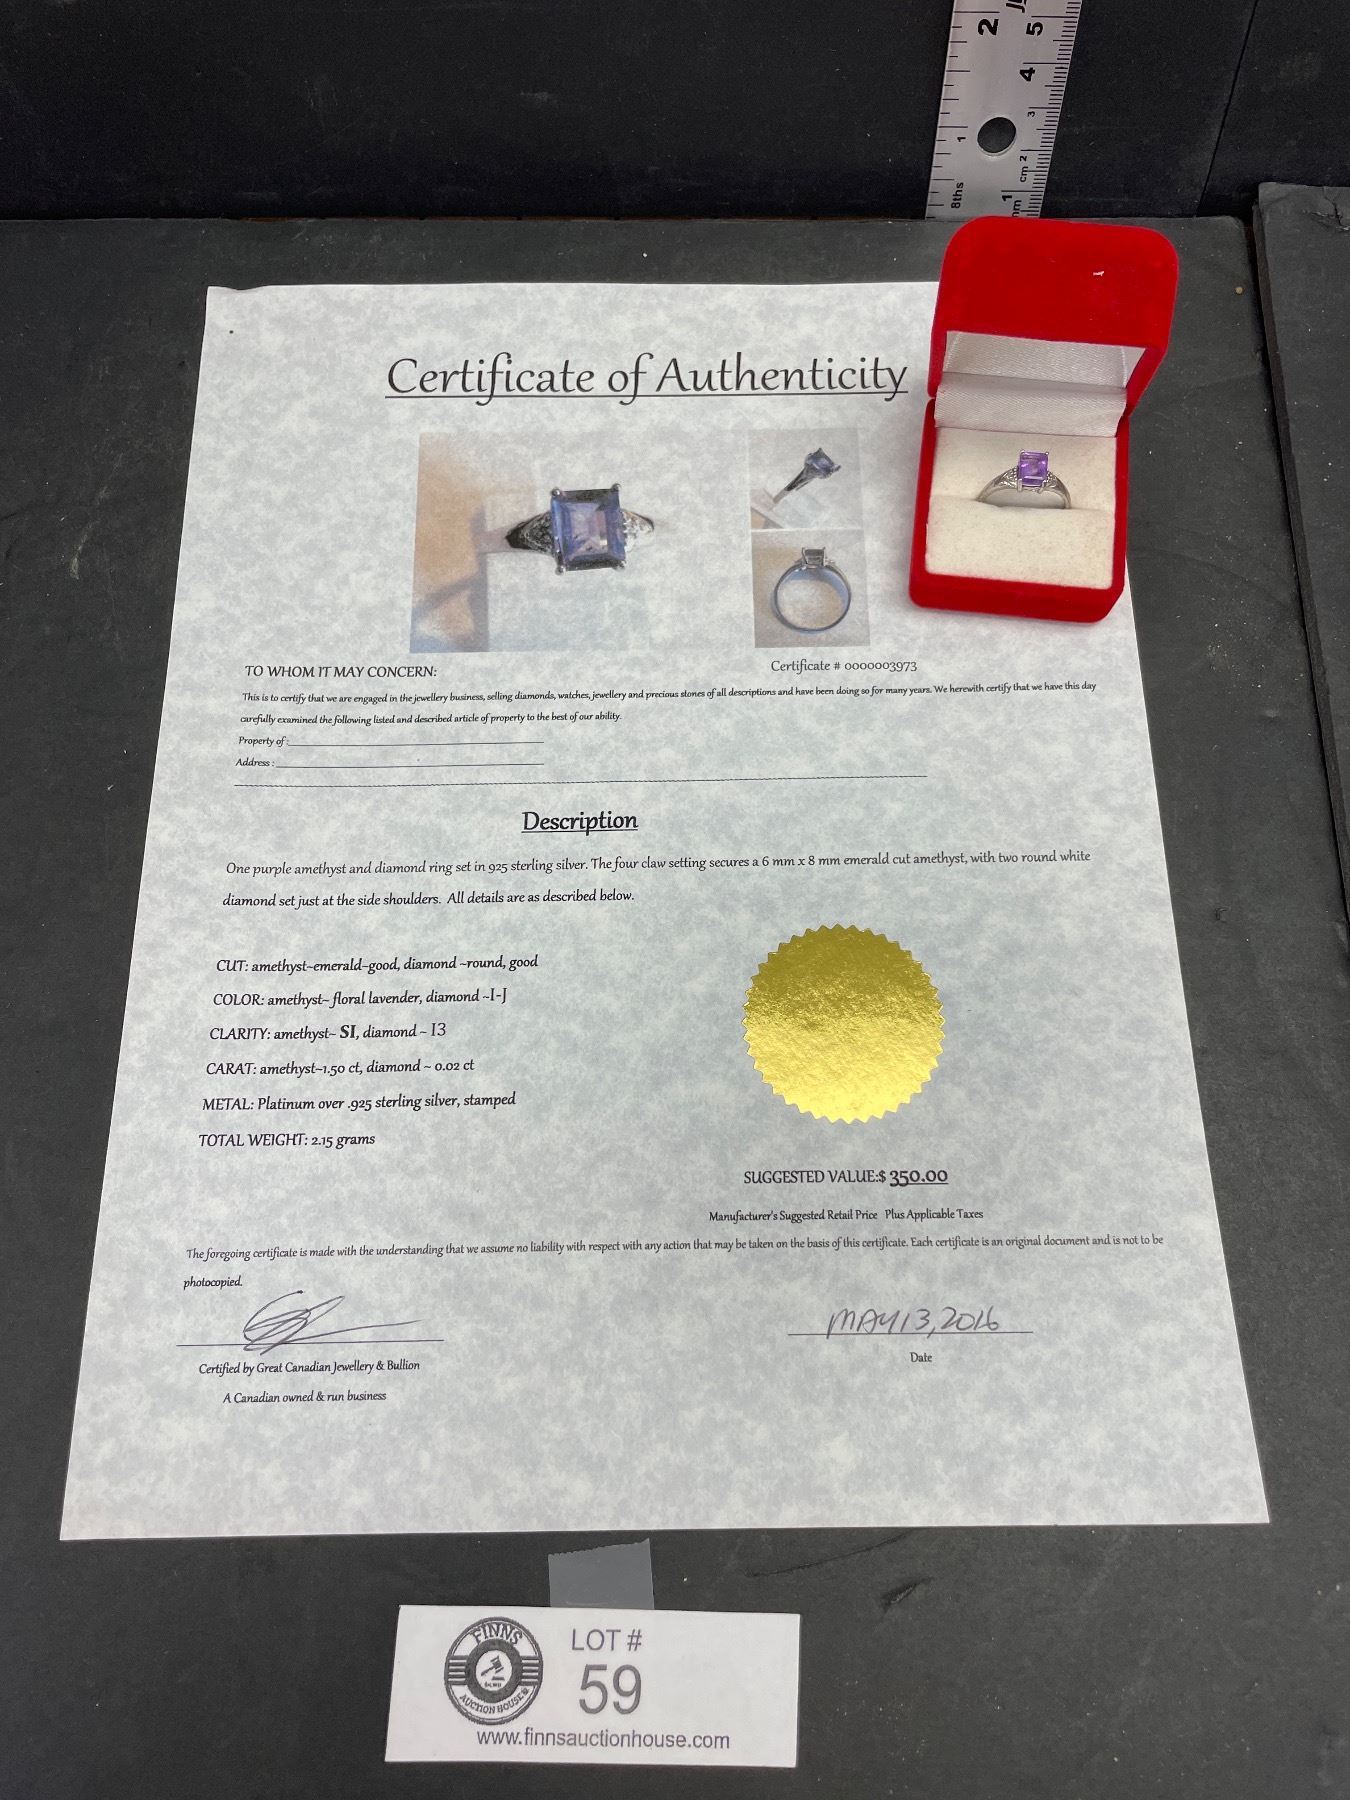 2 5
4
3
1
cm 2
8ths
1
mm
Certificate of Authenticity
TO WHOM IT MAY CONCERN:
Certificate # 0000003973
This is to certify that we are engaged in the jewellery business, selling diamonds, watches, jewellery and precious stones of all descriptions and have been doing so for many years. We herewith certify that we have this day
carefully examined the following listed and described article of property to the best of our ability.
Property of:
Address :
Description
One purple amethyst and diamond ring set in 925 sterling silver. The four claw setting secures a 6 mm x 8 mm emerald cut amethyst, with two round white
diamond set just at the side shoulders. All details are as described below.
CUT: amethyst~emerald~good, diamond ~round, good
COLOR: amethyst~ floral lavender, diamond ~I-J
CLARITY: amethyst~ SI, diamond ~ I3
CARAT: amethyst~1.50 ct, diamond ~ 0.02 ct
METAL: Platinum over .925 sterling silver, stamped
TOTAL WEIGHT: 2.15 grams
SUGGESTED VALUE:$ 350.00
Manufacturer's Suggested Retail Price Plus Applicable Taxes
The foregoing certificate is made with the understanding that we assume no liability with respect with any action that may be taken on the basis of this certificate. Each certificate is an original document and is not to be
photocopied.
MAY 13, 2016
Date
Certified by Great Canadian Jewellery & Bullion
A Canadian owned & run business
FINNS
AUCTION HOUSE
LOT #
59
www.finnsauctionhouse.com